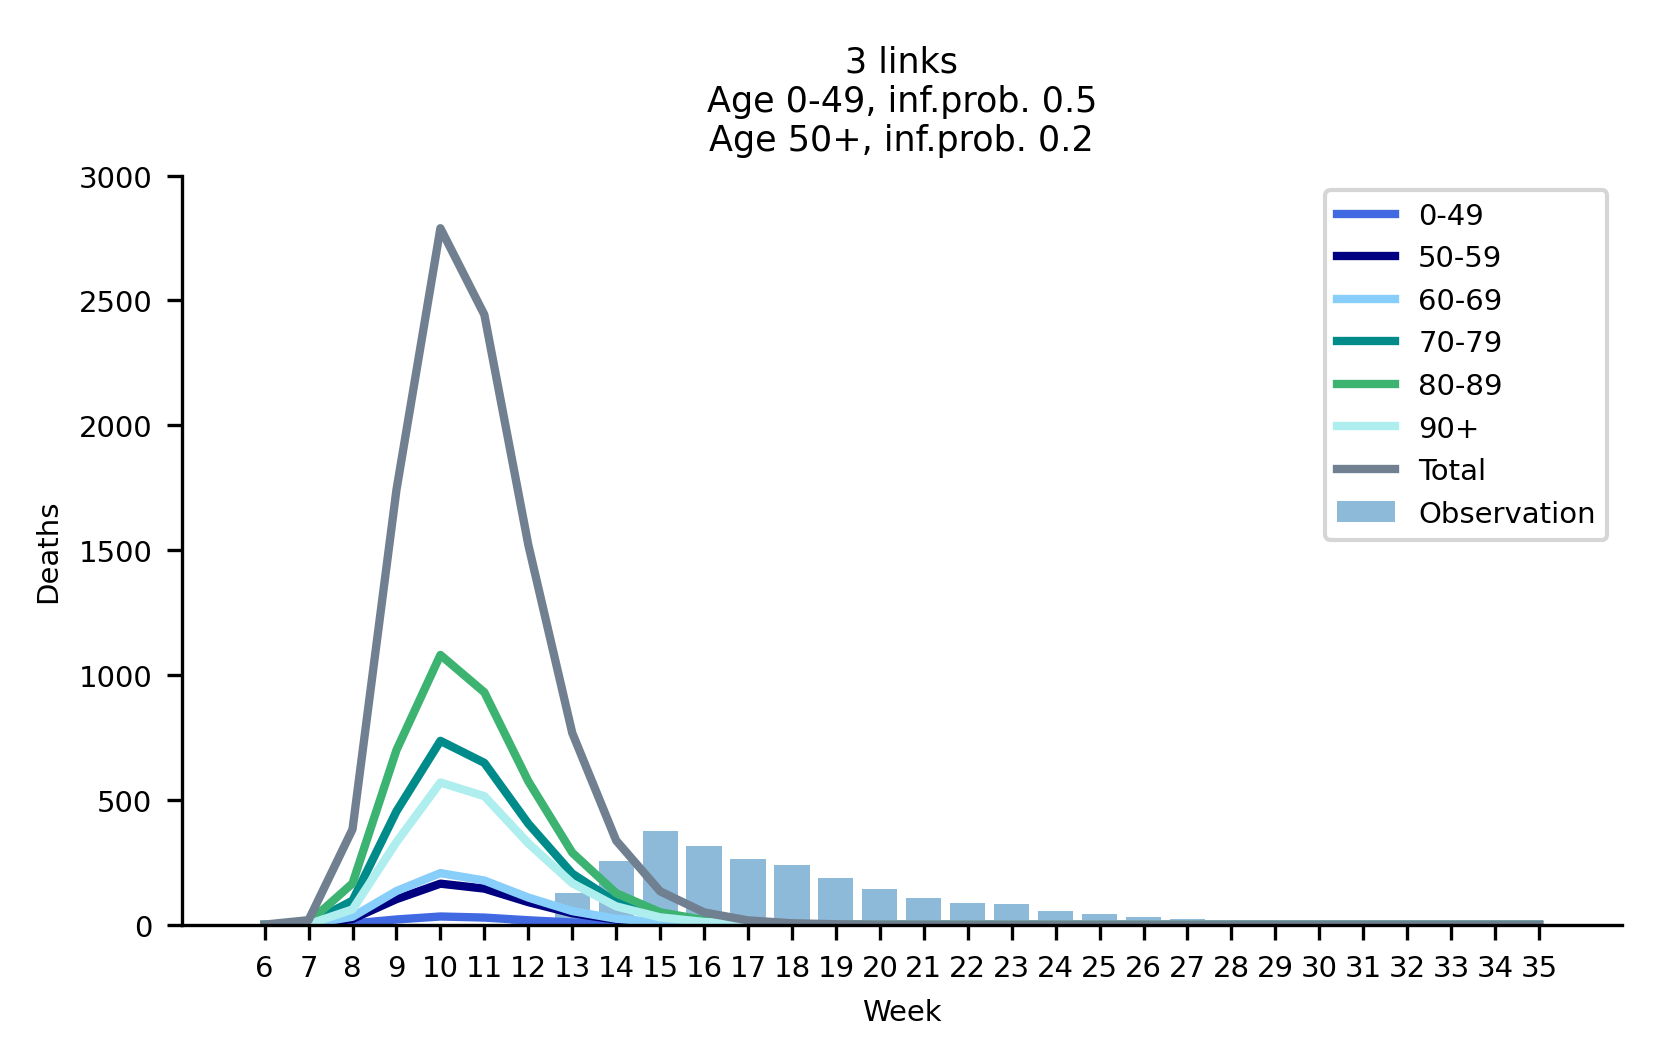 3 links
Age 0-49, inf.prob. 0.5
Age 50+, inf.prob. 0.2
3000
2500
2000
1500
1000
500
0
Deaths
0-49
50-59
60-69
70-79
80-89
90+
Total
Observation
6 7 8 9 10 11 12 13 14 15 16 17 18 19 20 21 22 23 24 25 26 27 28 29 30 31 32 33 34 35
Week